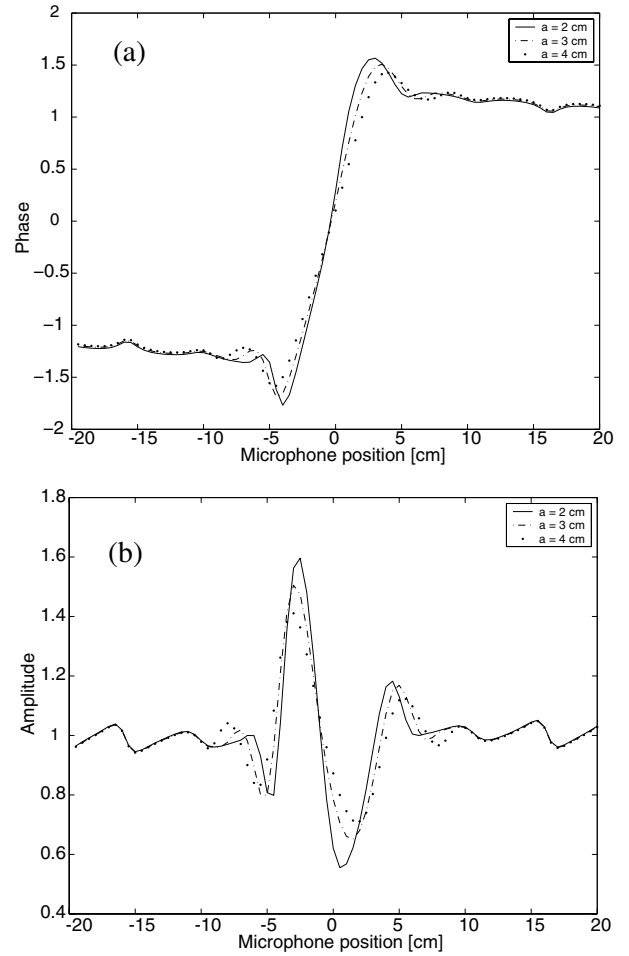 2
1.5
1
0.5
0
−0.5
−1
−1.5
−2
Phase
(a)
a = 2 cm
a = 3 cm
a = 4 cm
-20 -15 -10 -5 0 5 10 15 20
Microphone position [cm]
1.8
1.6
1.4
1.2
1
0.8
0.6
0.4
Amplitude
(b)
a = 2 cm
a = 3 cm
a = 4 cm
-20 -15 -10 -5 0 5 10 15 20
Microphone position [cm]